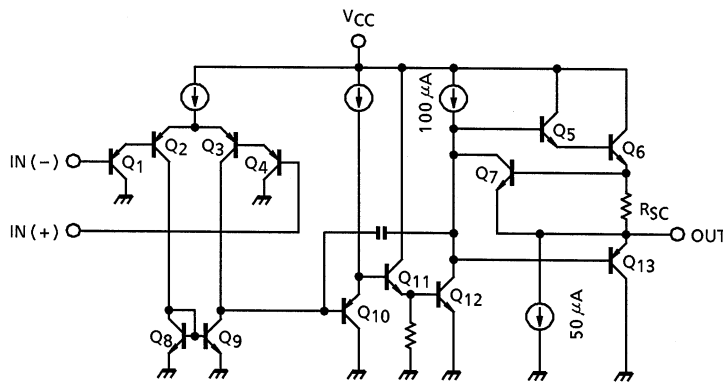 VCC
100 μA
Q5
Q6
Q2
Q3
Q4
Q7
IN (−)
Q1
RSC
IN (+)
OUT
Q11
Q13
Q10
Q12
50 μA
Q8
Q9